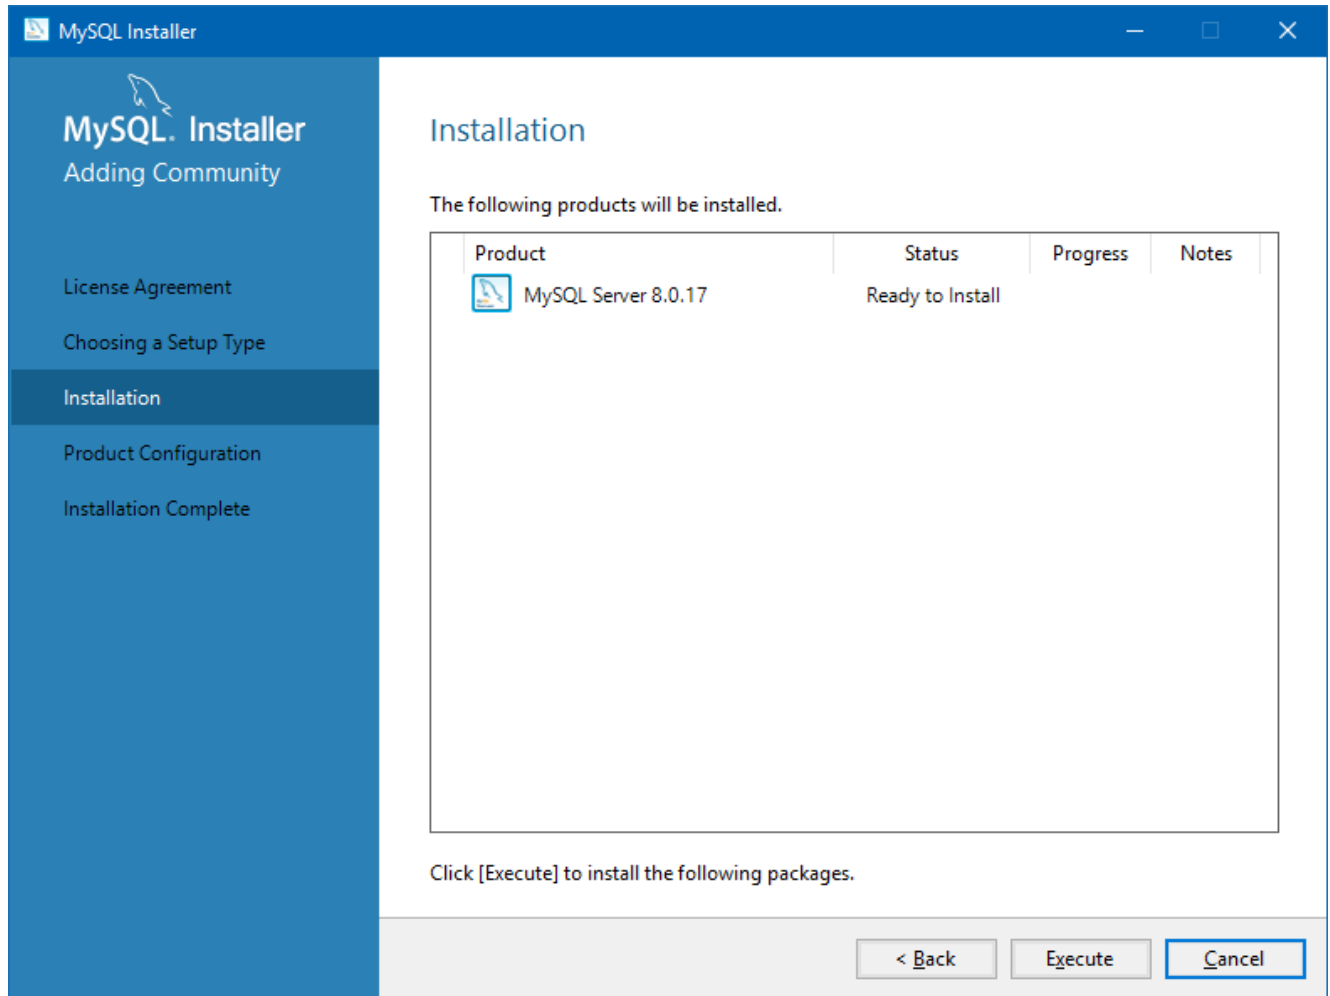 MySQL Installer
MySQL. Installer
Adding Community
License Agreement
Choosing a Setup Type
Installation
Product Configuration
Installation Complete
Installation
The following products will be installed.
Product Status Progress Notes
MySQL Server 8.0.17 Ready to Install
Click [Execute] to install the following packages.
< Back Execute Cancel